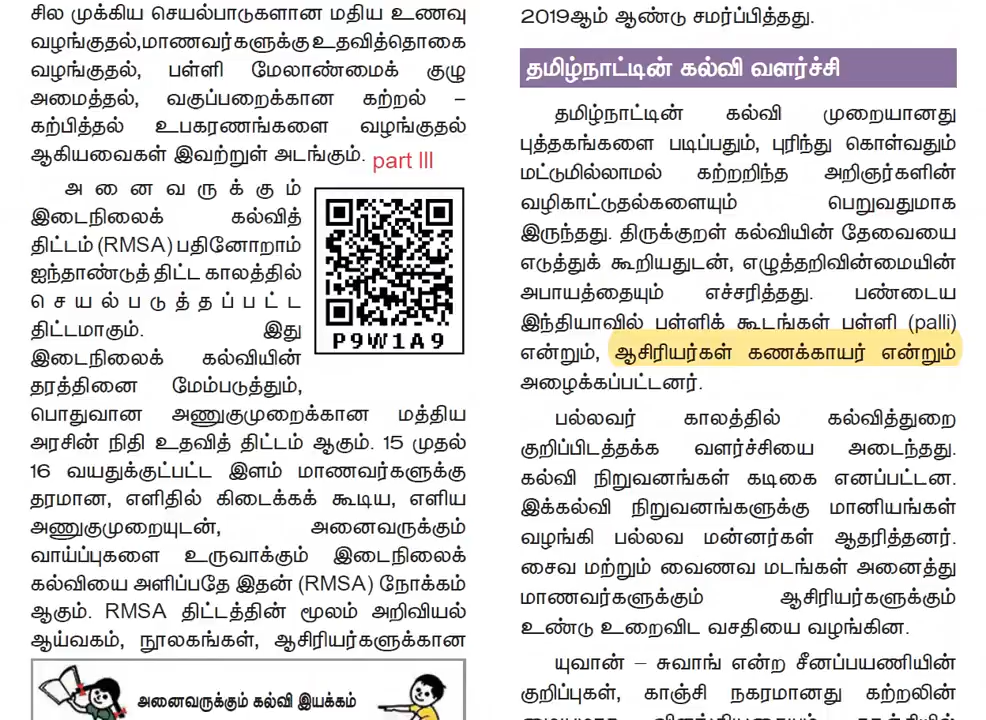 சில முக்கிய செயல்பாடுகளான மதிய உணவு
வழங்குதல்,மாணவர்களுக்கு உதவித்தொகை
வழங்குதல், பள்ளி மேலாண்மைக் குழு
அமைத்தல், வகுப்பறைக்கான கற்றல் –
கற்பித்தல் உபகரணங்களை வழங்குதல்
ஆகியவைகள் இவற்றுள் அடங்கும். part III
அனைவருக்கும்
இடைநிலைக் கல்வித்
திட்டம் (RMSA) பதினோறாம்
ஐந்தாண்டுத் திட்ட காலத்தில்
செயல்படுத்தப்பட்ட
திட்டமாகும். இது
இடைநிலைக் கல்வியின்
தரத்தினை மேம்படுத்தும்,
P9W1A9
பொதுவான அணுகுமுறைக்கான மத்திய
அரசின் நிதி உதவித் திட்டம் ஆகும். 15 முதல்
16 வயதுக்குட்பட்ட இளம் மாணவர்களுக்கு
தரமான, எளிதில் கிடைக்கக் கூடிய, எளிய
அணுகுமுறையுடன், அனைவருக்கும்
வாய்ப்புகளை உருவாக்கும் இடைநிலைக்
கல்வியை அளிப்பதே இதன் (RMSA) நோக்கம்
ஆகும். RMSA திட்டத்தின் மூலம் அறிவியல்
ஆய்வகம், நூலகங்கள், ஆசிரியர்களுக்கான
அனைவருக்கும் கல்வி இயக்கம்
2019ஆம் ஆண்டு சமர்ப்பித்தது.
தமிழ்நாட்டின் கல்வி வளர்ச்சி
தமிழ்நாட்டின் கல்வி முறையானது
புத்தகங்களை படிப்பதும், புரிந்து கொள்வதும்
மட்டுமில்லாமல் கற்றறிந்த அறிஞர்களின்
வழிகாட்டுதல்களையும் பெறுவதுமாக
இருந்தது. திருக்குறள் கல்வியின் தேவையை
எடுத்துக் கூறியதுடன், எழுத்தறிவின்மையின்
அபாயத்தையும் எச்சரித்தது. பண்டைய
இந்தியாவில் பள்ளிக் கூடங்கள் பள்ளி (palli)
என்றும், ஆசிரியர்கள் கணக்காயர் என்றும்
அழைக்கப்பட்டனர்.
பல்லவர் காலத்தில் கல்வித்துறை
குறிப்பிடத்தக்க வளர்ச்சியை அடைந்தது.
கல்வி நிறுவனங்கள் கடிகை எனப்பட்டன.
இக்கல்வி நிறுவனங்களுக்கு மானியங்கள்
வழங்கி பல்லவ மன்னர்கள் ஆதரித்தனர்.
சைவ மற்றும் வைணவ மடங்கள் அனைத்து
மாணவர்களுக்கும் ஆசிரியர்களுக்கும்
உண்டு உறைவிட வசதியை வழங்கின.
யுவான் – சுவாங் என்ற சீனப்பயணியின்
குறிப்புகள், காஞ்சி நகரமானது கற்றலின்